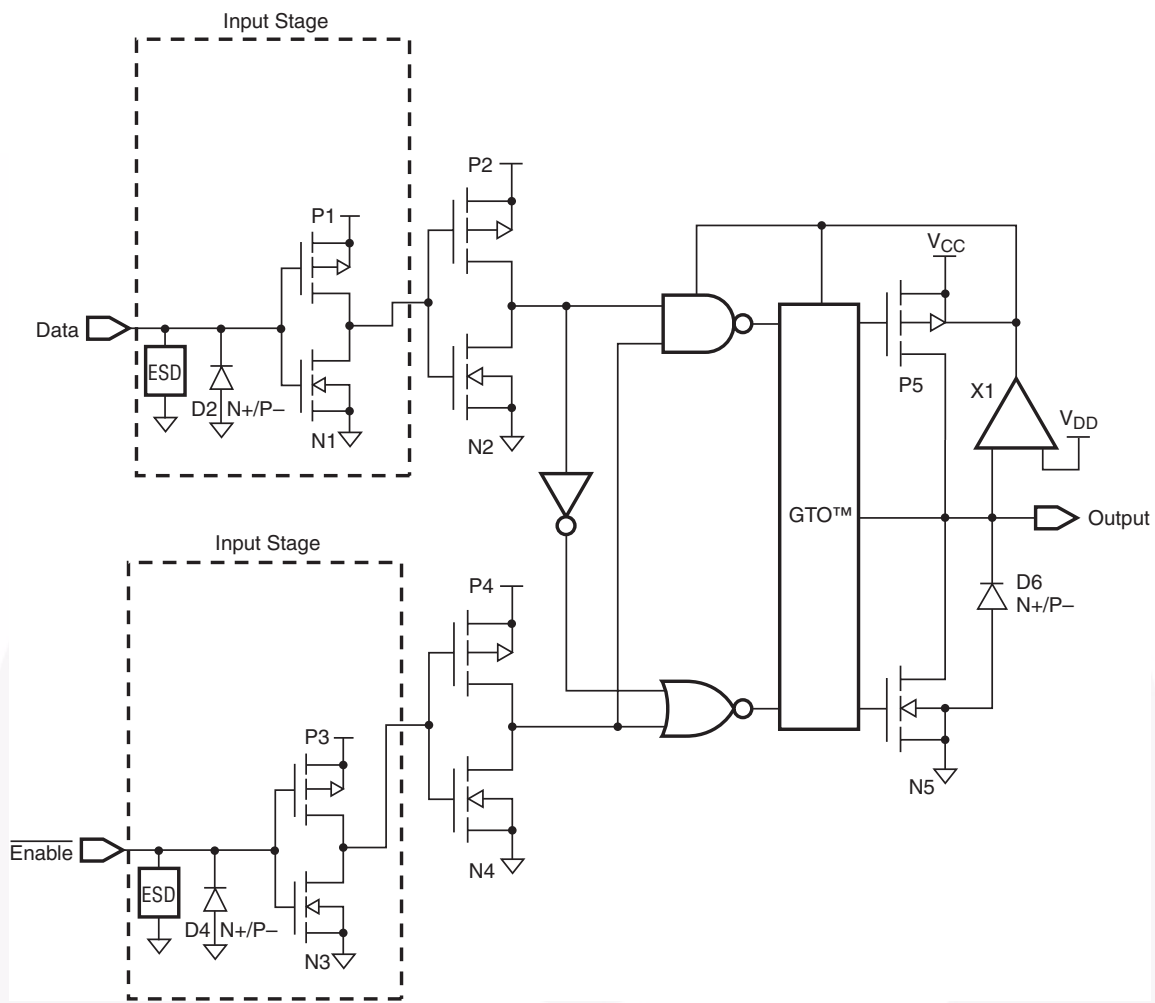 Input Stage
P2
P1
VCC
Data
ESD
D2 N+/P–
N1
N2
P5
X1
VDD
GTO™
Output
Input Stage
P4
D6
N+/P–
P3
N5
Enable
ESD
D4 N+/P–
N3
N4